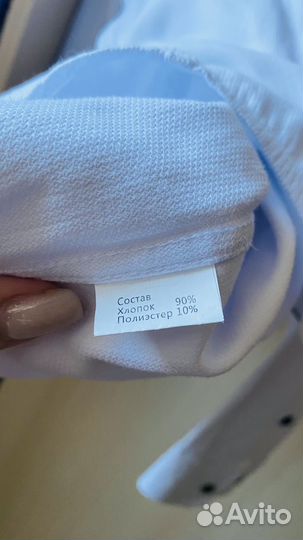 Состав
Хлопок 90%
Полиэстер 10%
Avito